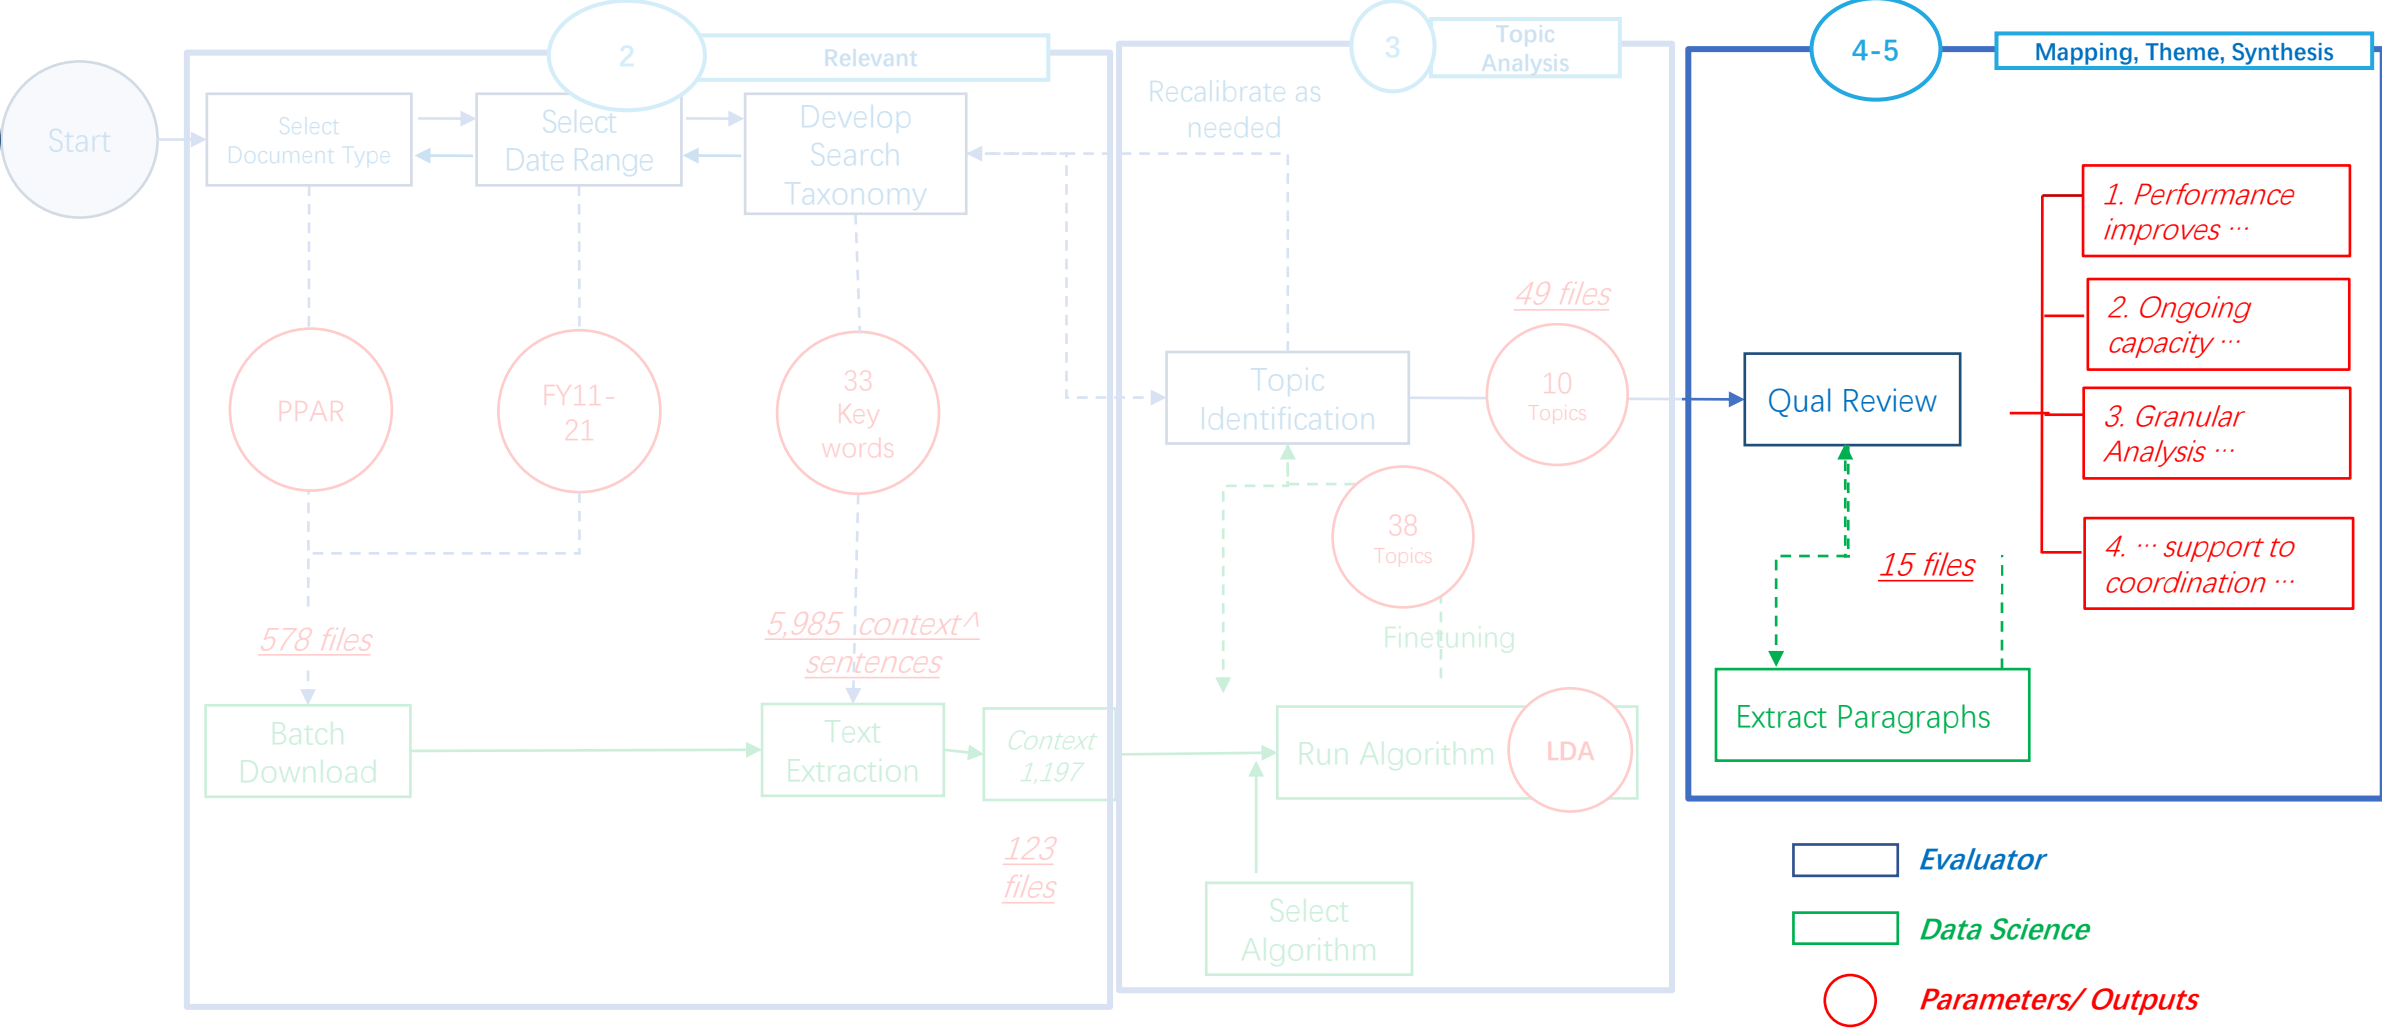 Start
2
Relevant
Select
Document Type
Select
Date Range
Develop
Search
Taxonomy
PPAR
FY11-
21
33
Key
words
578 files
5,985  context^
sentences
Batch
Download
Text
Extraction
Context
1,197
123
files
3
Topic
Analysis
Recalibrate as
needed
49 files
Topic
Identification
10
Topics
38
Topics
Finetuning
Run Algorithm
LDA
Select
Algorithm
4-5
Mapping, Theme, Synthesis
Qual Review
1. Performance
improves ···
2. Ongoing
capacity ···
3. Granular
Analysis ···
4. ··· support to
coordination ···
15 files
Extract Paragraphs
Evaluator
Data Science
Parameters/ Outputs